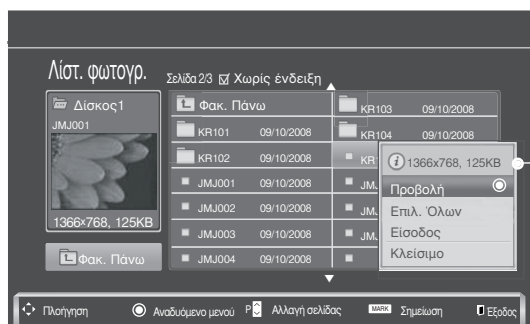 Λίστ. φωτογρ.
Σελίδα 2/3 Χωρίς ένδειξη
Δίσκος1
JMJ001
1366x768, 125KB
Φακ. Πάνω
Φακ. Πάνω
KR101 09/10/2008
KR102 09/10/2008
JMJ001 09/10/2008
JMJ002 09/10/2008
JMJ003 09/10/2008
JMJ004 09/10/2008
KR103 09/10/2008
KR104 09/10/2008
1366x768, 125KB
Προβολή
Επιλ. Όλων
Είσοδος
Κλείσιμο
Πλοήγηση Αναδυόμενο μενού P Αλλαγή σελίδας MARK Σημείωση Έξοδος